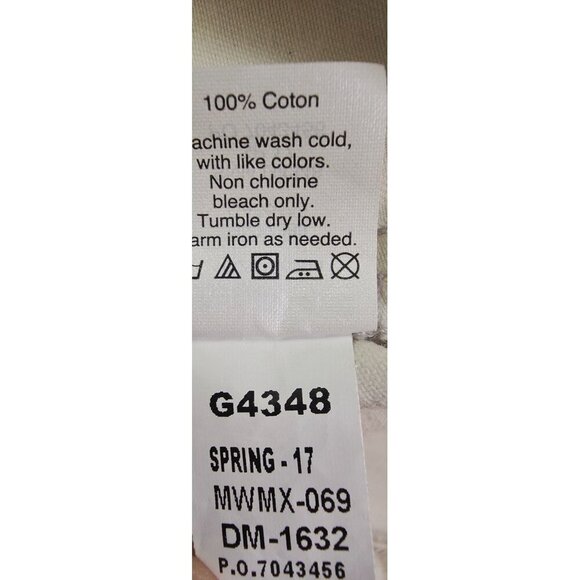 100% Coton
achine wash cold,
with like colors.
Non chlorine
bleach only.
Tumble dry low.
arm iron as needed.
G4348
SPRING - 17
MWMX-069
DM-1632
P.O.7043456